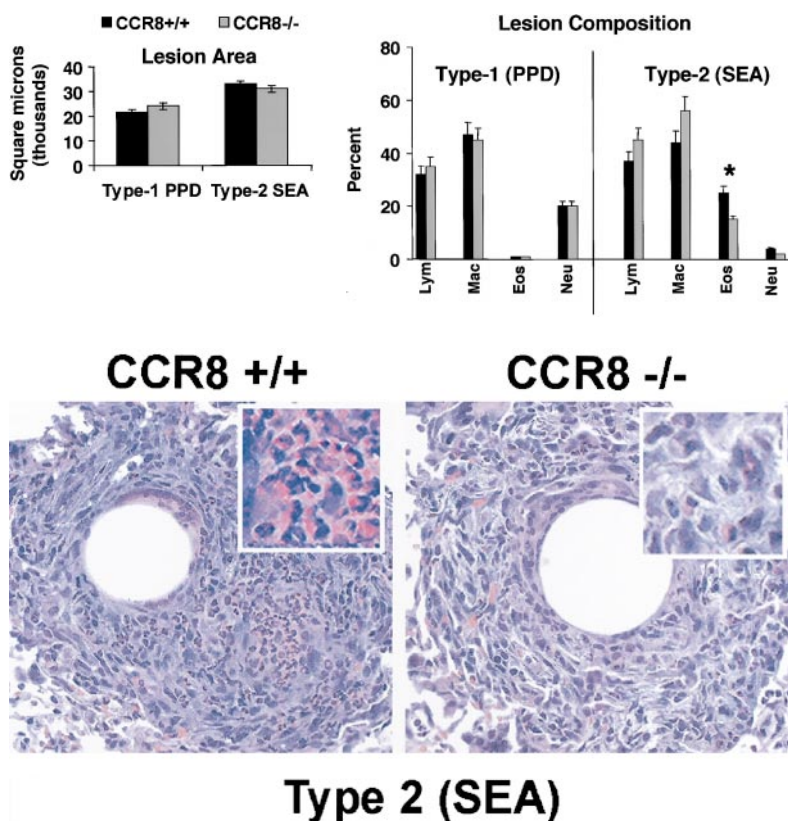 CCR8+/+ CCR8-/-
Lesion Area
Square microns
(thousands)
40
30
20
10
0
Type-1 PPD Type-2 SEA
Lesion Composition
Type-1 (PPD) Type-2 (SEA)
Percent
80
60
40
20
0
*
Lym Mac Eos Neu Lym Mac Eos Neu
CCR8 +/+ CCR8 -/-
Type 2 (SEA)